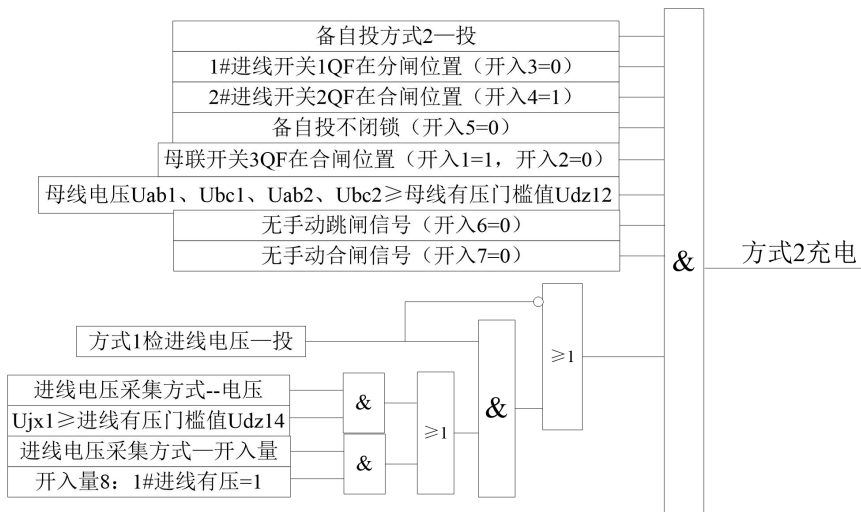 备自投方式2—投
1#进线开关1QF在分闸位置（开入3=0）
2#进线开关2QF在合闸位置（开入4=1）
备自投不闭锁（开入5=0）
母联开关3QF在合闸位置（开入1=1，开入2=0）
母线电压Uab1、Ubc1、Uab2、Ubc2≥母线有压门槛值Udz12
无手动跳闸信号（开入6=0）
无手动合闸信号（开入7=0）
&
方式2充电
方式1检进线电压—投
≥1
进线电压采集方式--电压
Ujx1≥进线有压门槛值Udz14
进线电压采集方式—开入量
开入量8：1#进线有压=1
&
&
≥1
&